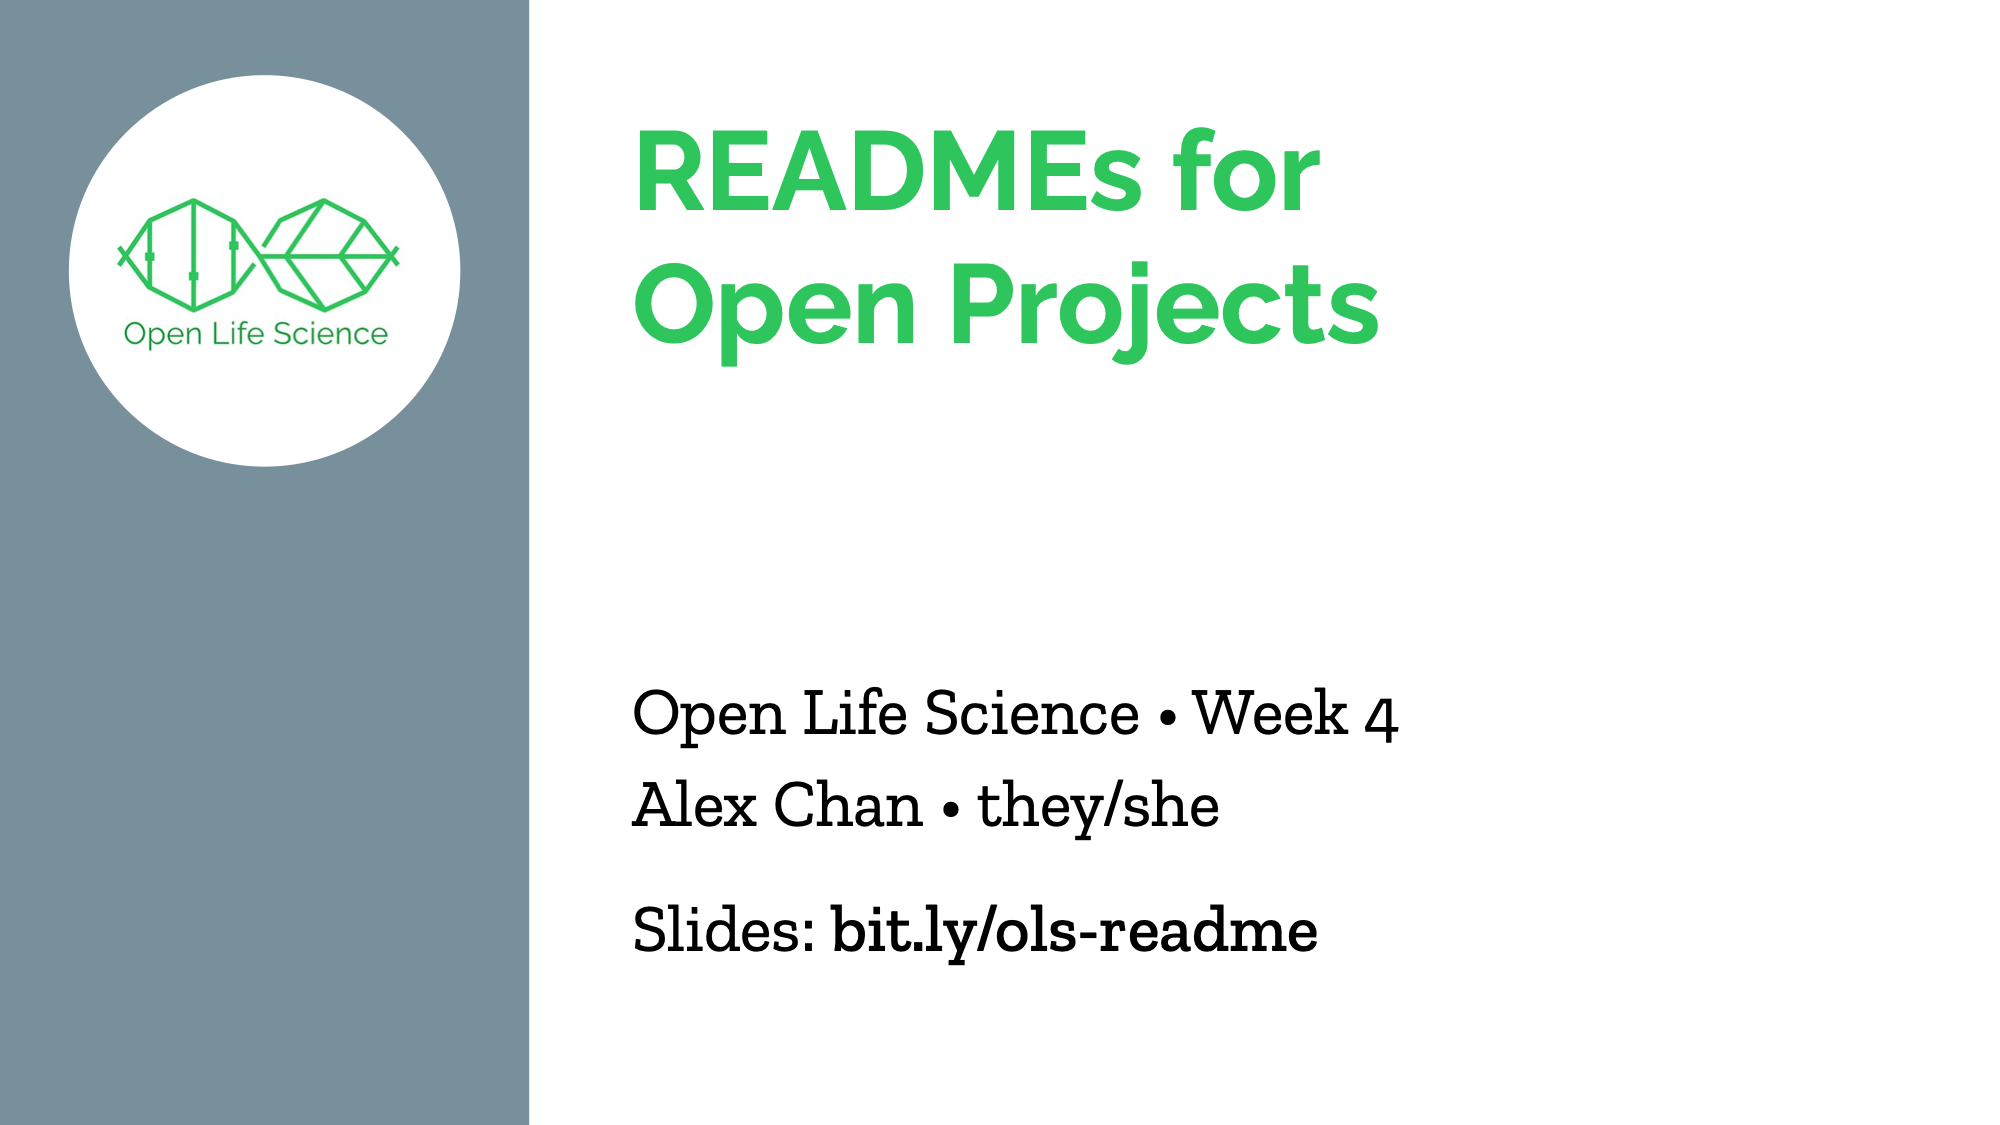 Open Life Science
READMEs for
Open Projects
Open Life Science • Week 4
Alex Chan • they/she
Slides: bit.ly/ols-readme